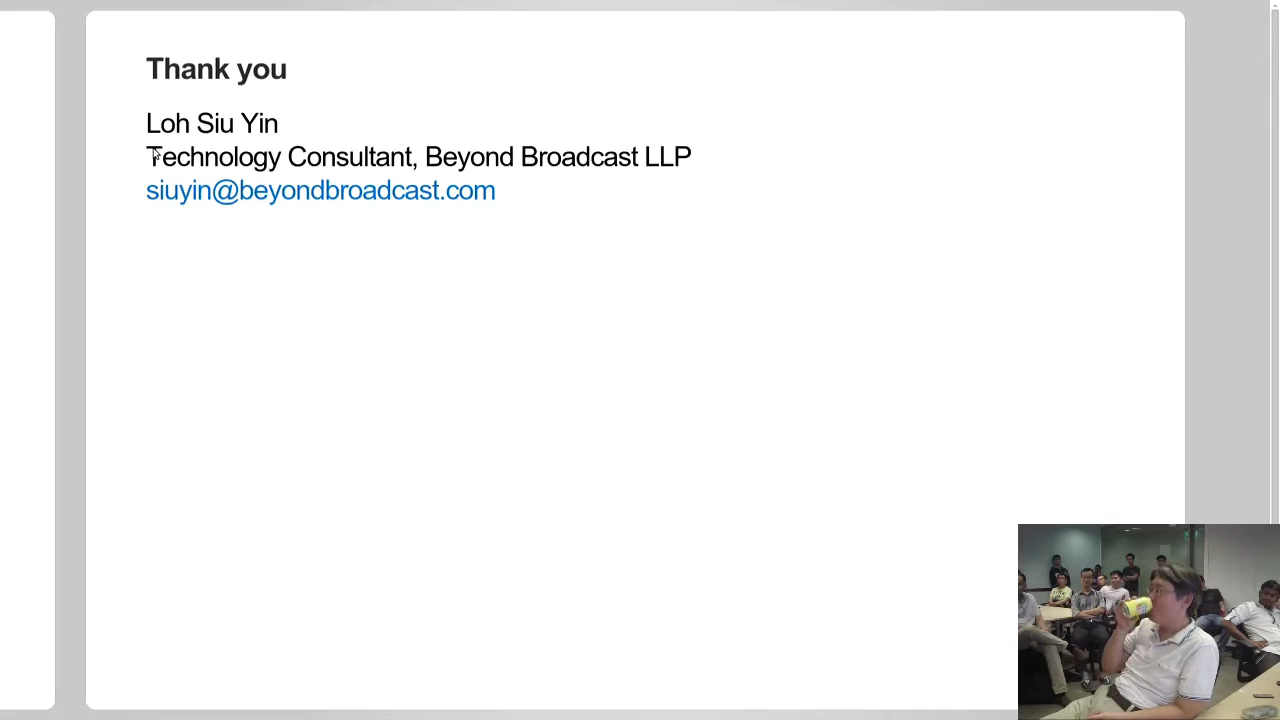 Thank you
Loh Siu Yin
Technology Consultant, Beyond Broadcast LLP
siuyin@beyondbroadcast.com